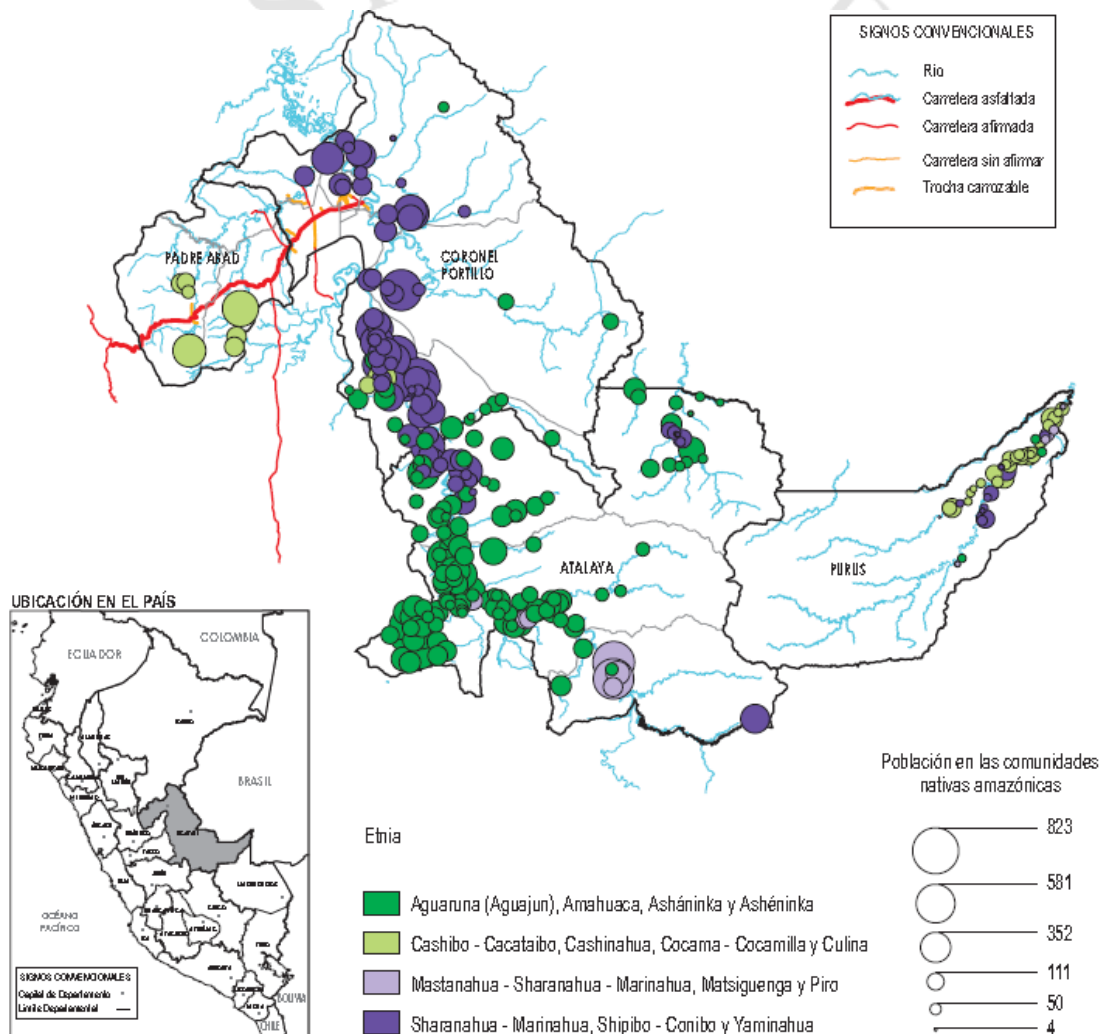 SIGNOS CONVENCIONALES
Río
Carretera asfaltada
Carretera afirmada
Carretera sin afirmar
Trocha carrozable
PADRE ABAD
CORONEL
PORTILLO
ATALAYA
PURUS
UBICACIÓN EN EL PAÍS
COLOMBIA
ECUADOR
BRASIL
OCÉANO
PACÍFICO
BOLIVIA
CHILE
SIGNOS CONVENCIONALES
Capital de Departamento
Límite Departamental
Etnia
Aguaruna (Aguajun), Amahuaca, Asháninka y Ashéninka
Cashibo - Cacataibo, Cashinahua, Cocama - Cocamilla y Culina
Mastanahua - Sharanahua - Marinahua, Matsiguenga y Piro
Sharanahua - Marinahua, Shipibo - Conibo y Yaminahua
Población en las comunidades
nativas amazónicas
823
581
352
111
50
4